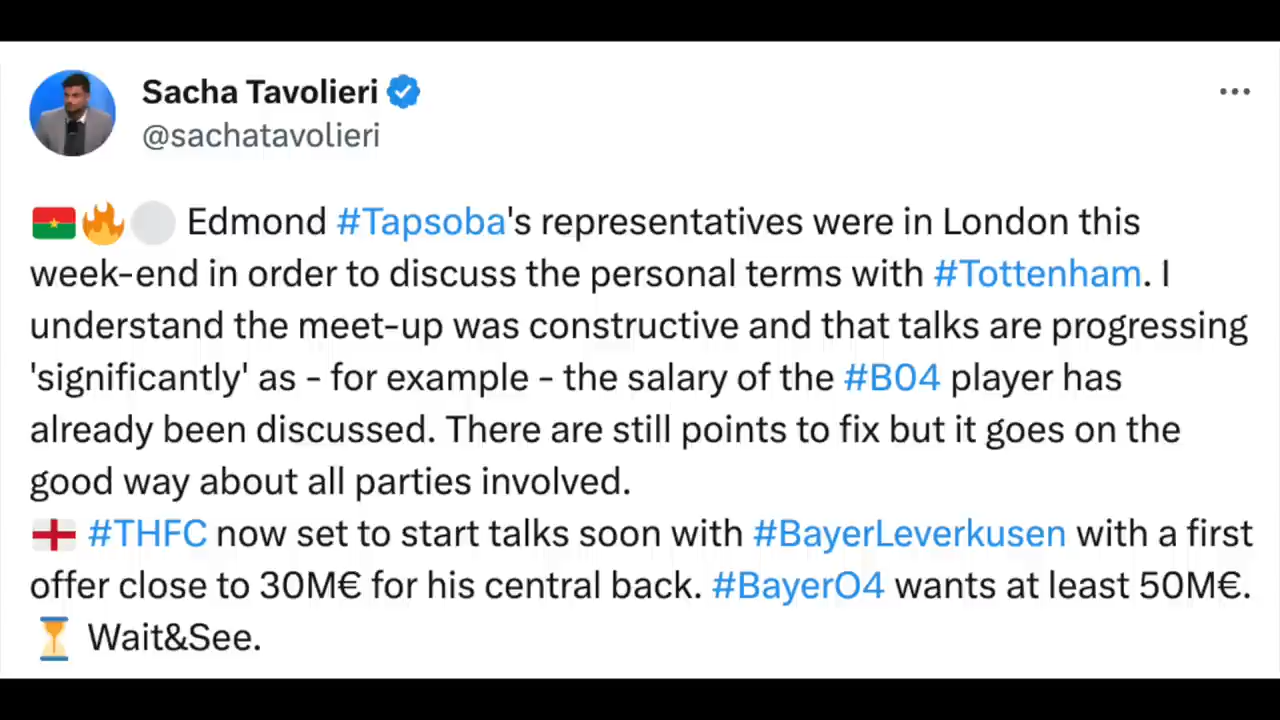 Sacha Tavolieri
@sachatavolieri
Edmond #Tapsoba's representatives were in London this
week-end in order to discuss the personal terms with #Tottenham. I
understand the meet-up was constructive and that talks are progressing
'significantly' as - for example - the salary of the #B04 player has
already been discussed. There are still points to fix but it goes on the
good way about all parties involved.
#THFC now set to start talks soon with #BayerLeverkusen with a first
offer close to 30M€ for his central back. #BayerO4 wants at least 50M€.
Wait&See.